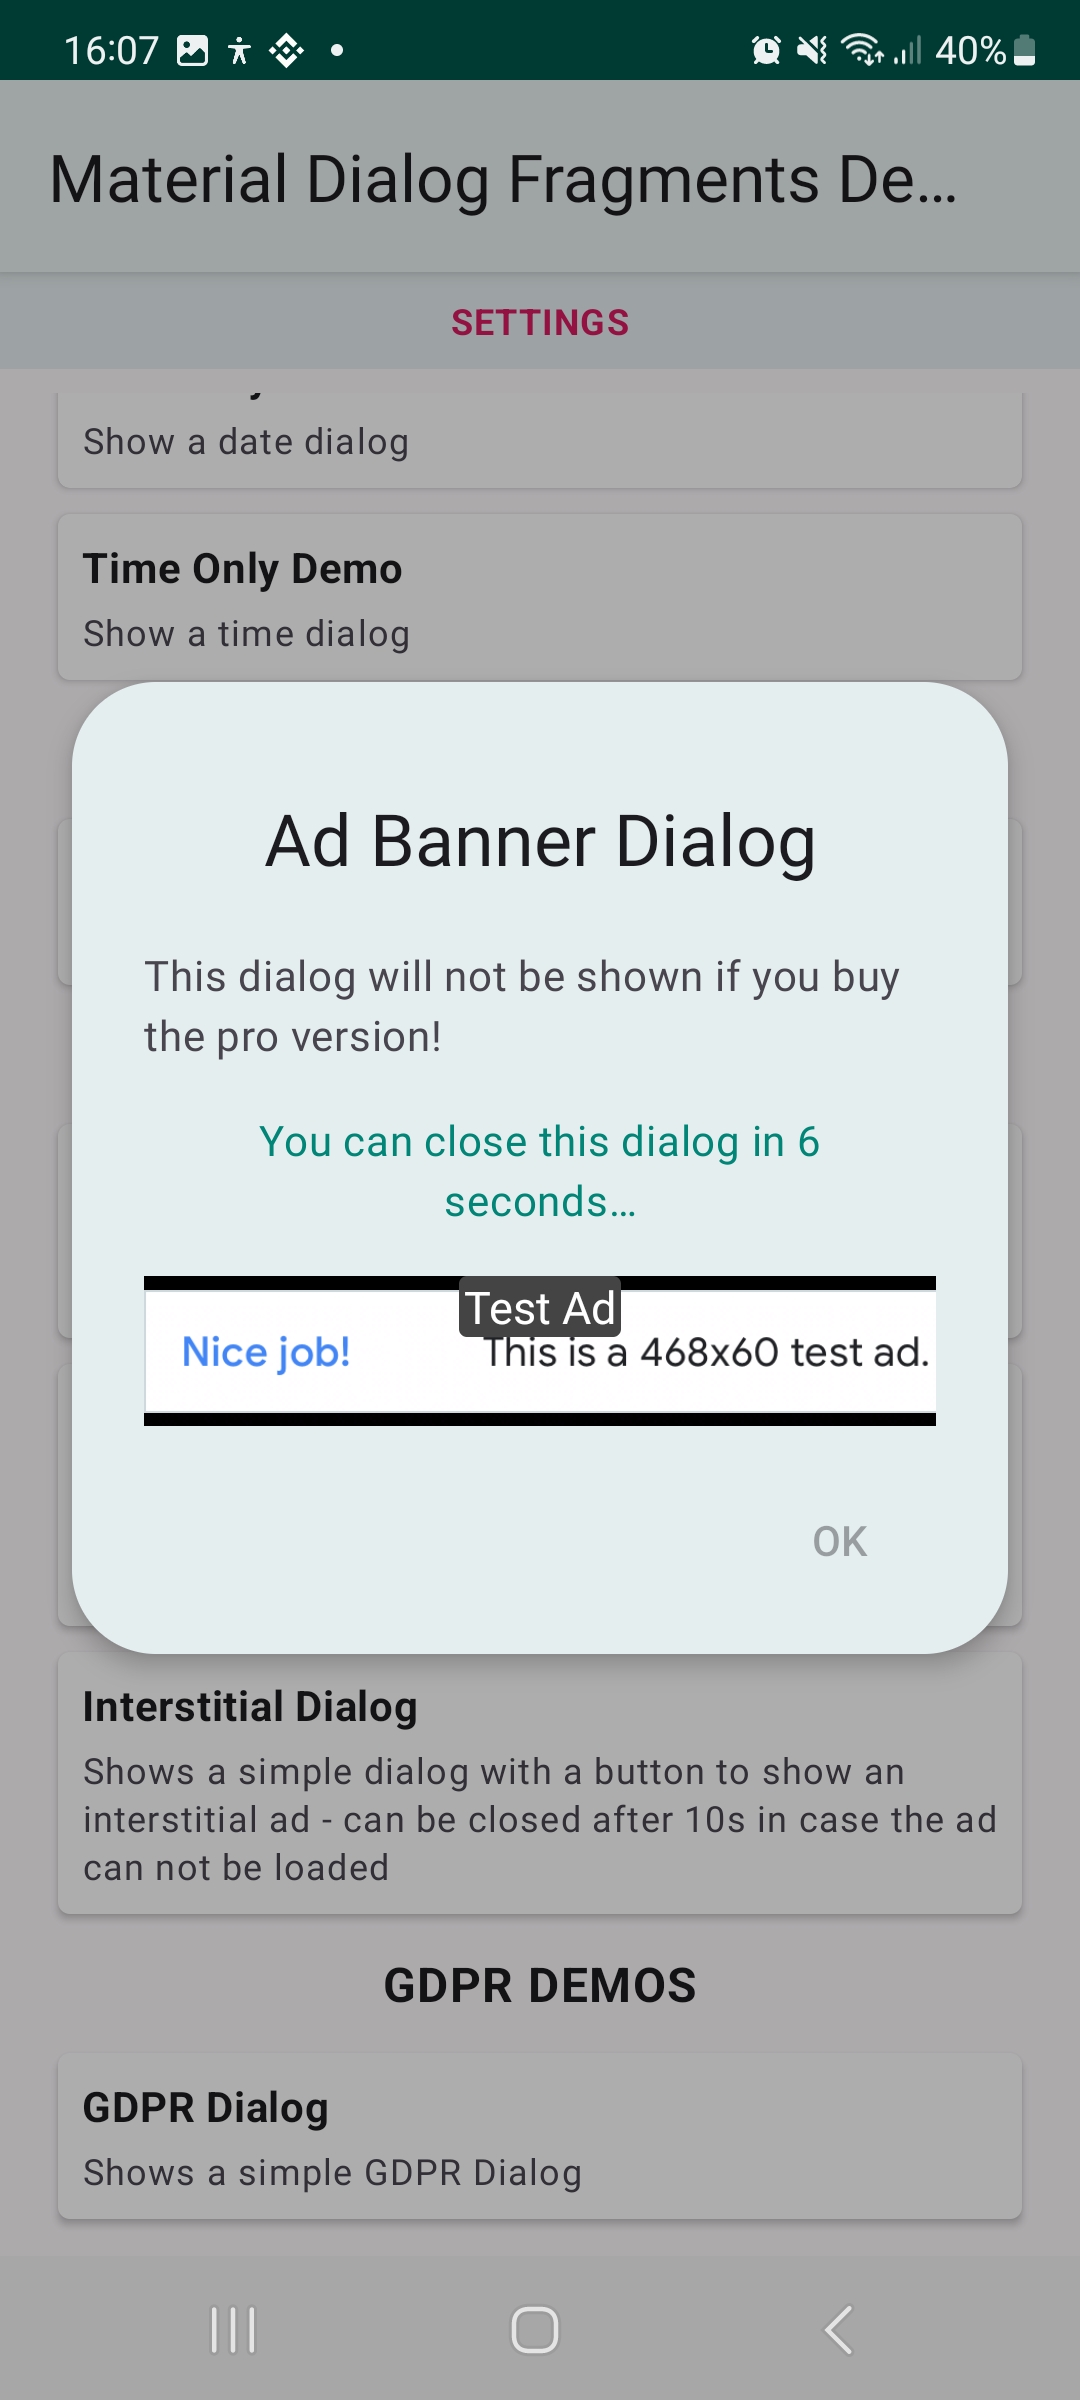 16:07
40%
Material Dialog Fragments De...
SETTINGS
Show a date dialog
Time Only Demo
Show a time dialog
Ad Banner Dialog
This dialog will not be shown if you buy
the pro version!
You can close this dialog in 6
seconds...
Test Ad
Nice job!
This is a 468x60 test ad.
OK
Interstitial Dialog
Shows a simple dialog with a button to show an
interstitial ad - can be closed after 10s in case the ad
can not be loaded
GDPR DEMOS
GDPR Dialog
Shows a simple GDPR Dialog